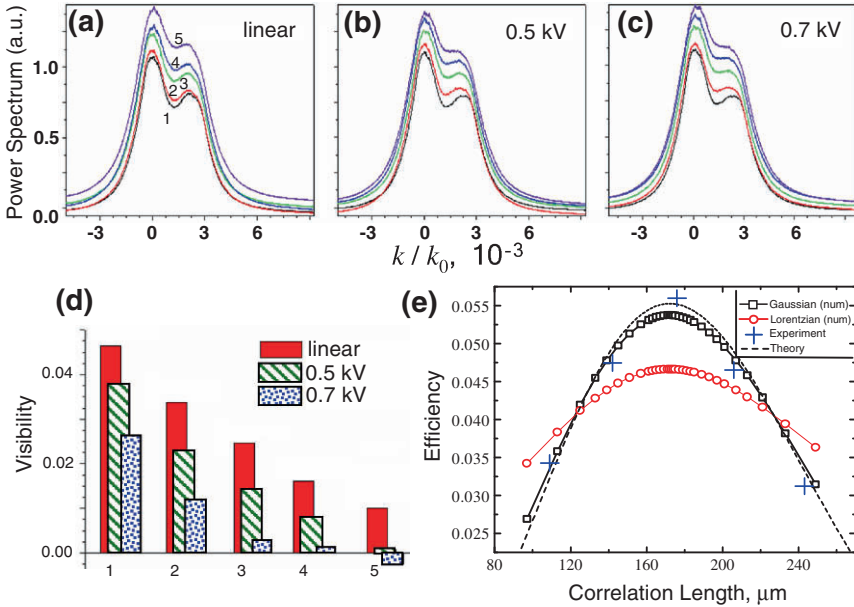 (a) linear
(b) 0.5 kV
(c) 0.7 kV
Power Spectrum (a.u.)
1.0
0.5
0.0
5
4
3
2
1
-3 0 3 6
-3 0 3 6
-3 0 3 6
k / k0, 10-3
(d)
Visibility
0.04
0.02
0.00
linear
0.5 kV
0.7 kV
1 2 3 4 5
(e)
Efficiency
0.055
0.050
0.045
0.040
0.035
0.030
0.025
Gaussian (num)
Lorentzian (num)
Experiment
Theory
80 120 160 200 240
Correlation Length, μm